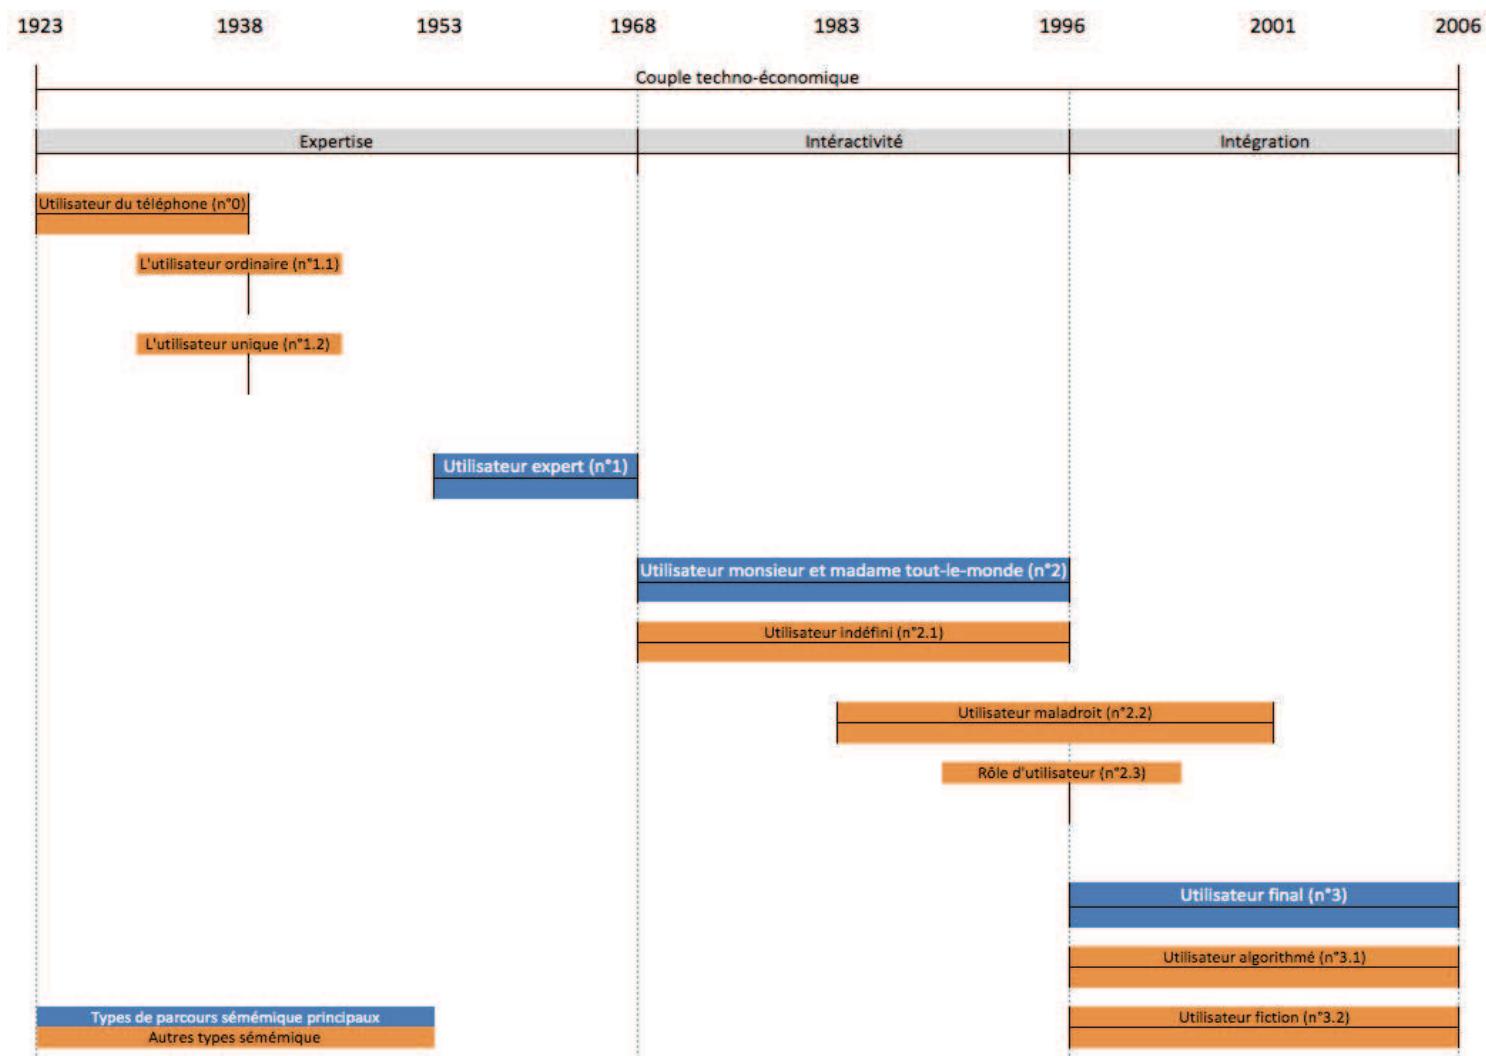 1923 1938 1953 1968 1983 1996 2001 2006
Couple techno-économique
Expertise Intéractivité Intégration
Utilisateur du téléphone (n°0)
L'utilisateur ordinaire (n°1.1)
L'utilisateur unique (n°1.2)
Utilisateur expert (n°1)
Utilisateur monsieur et madame tout-le-monde (n°2)
Utilisateur indéfini (n°2.1)
Utilisateur maladroit (n°2.2)
Rôle d'utilisateur (n°2.3)
Utilisateur final (n°3)
Utilisateur algorithmé (n°3.1)
Utilisateur fiction (n°3.2)
Types de parcours sémémique principaux
Autres types sémémique